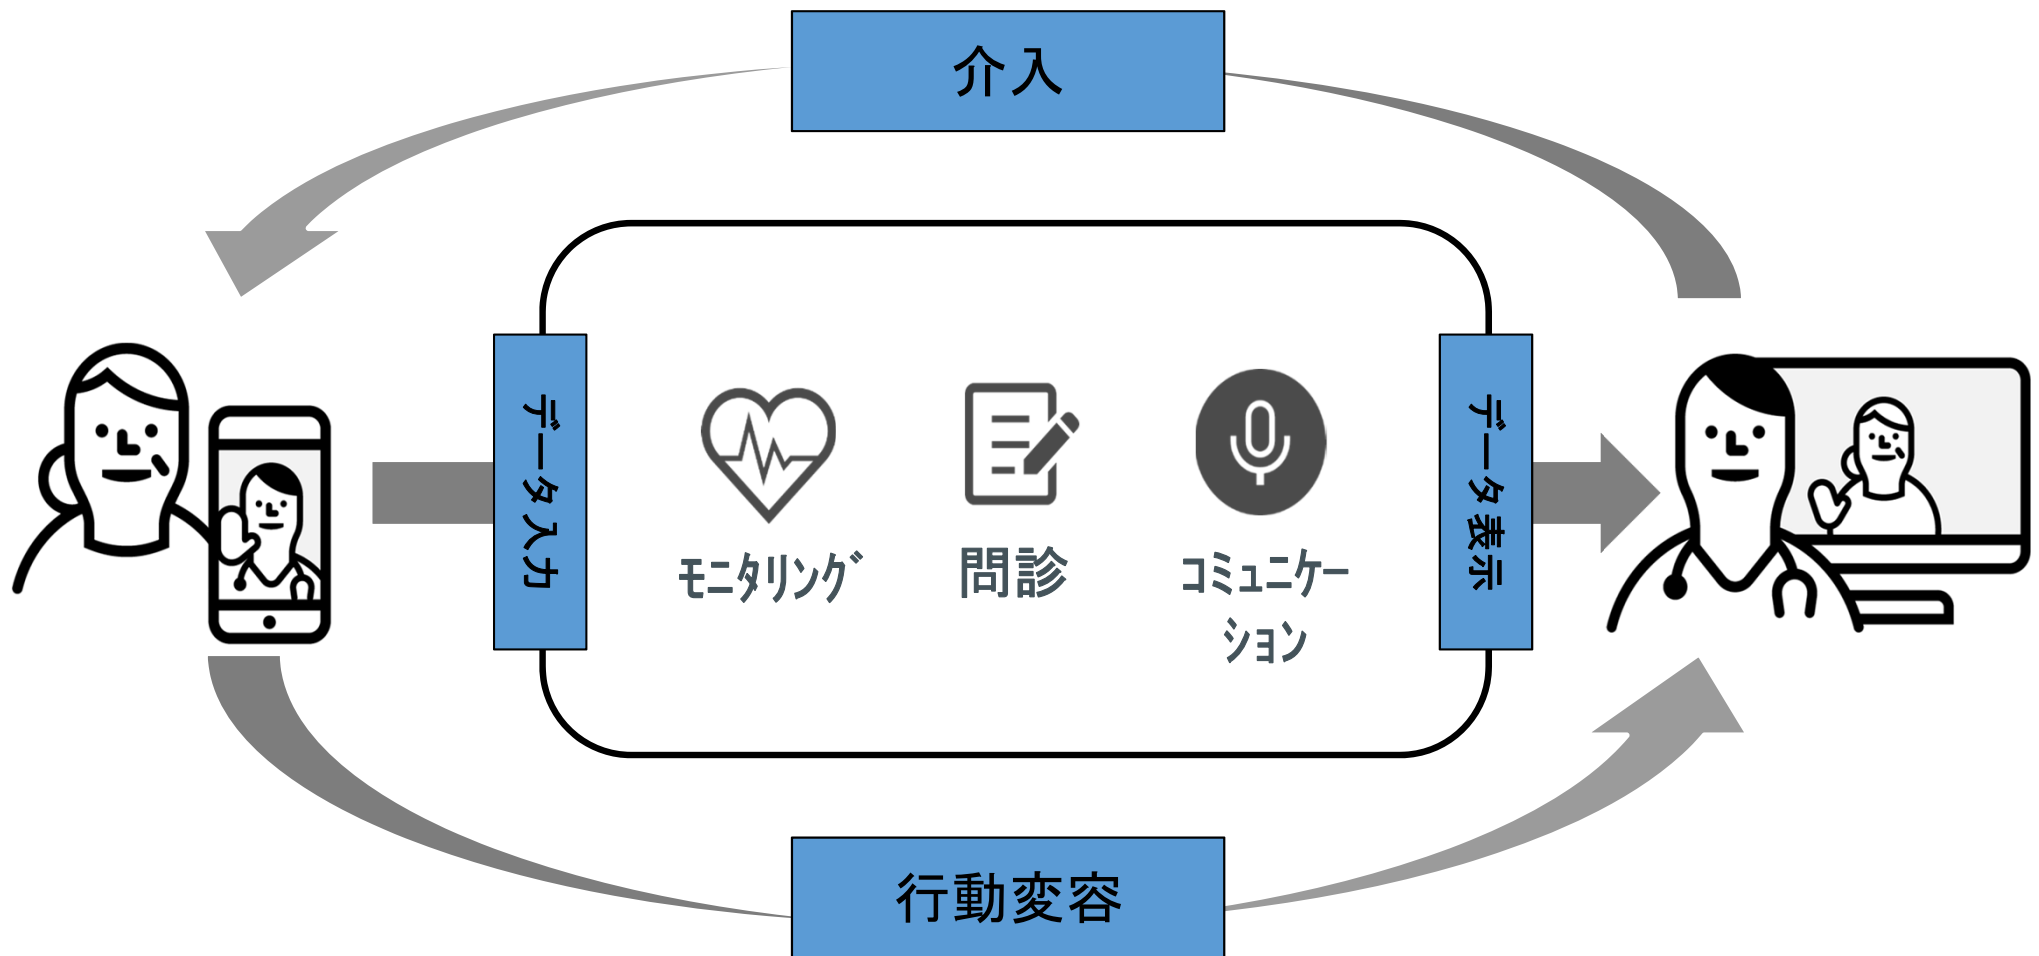 介入
データ入力
ﾓﾆﾀﾘﾝｸﾞ
問診
ｺﾐｭﾆｹｰ
ｼｮﾝ
データ表示
行動変容